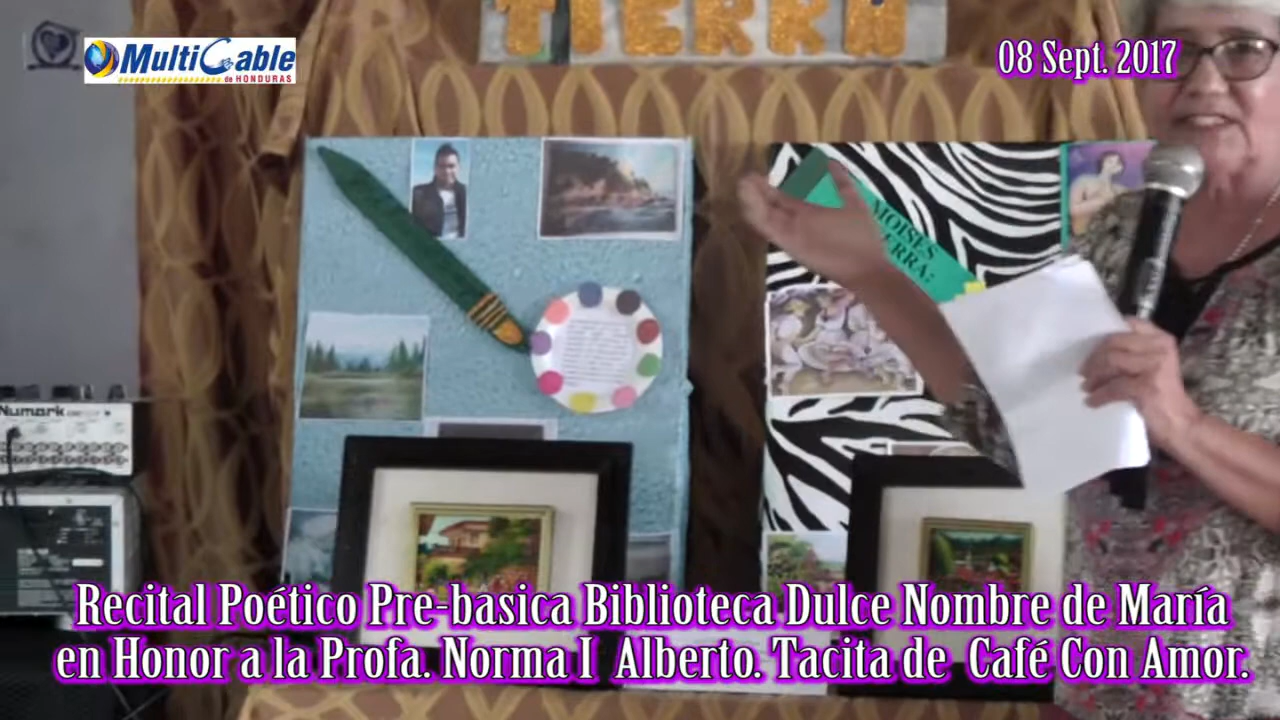 TIERRA
MultiCable
de HONDURAS
08 Sept. 2017
MOISES
Numark
Recital Poético Pre-basica Biblioteca Dulce Nombre de María
en Honor a la Profa. Norma I Alberto. Tacita de Café Con Amor.